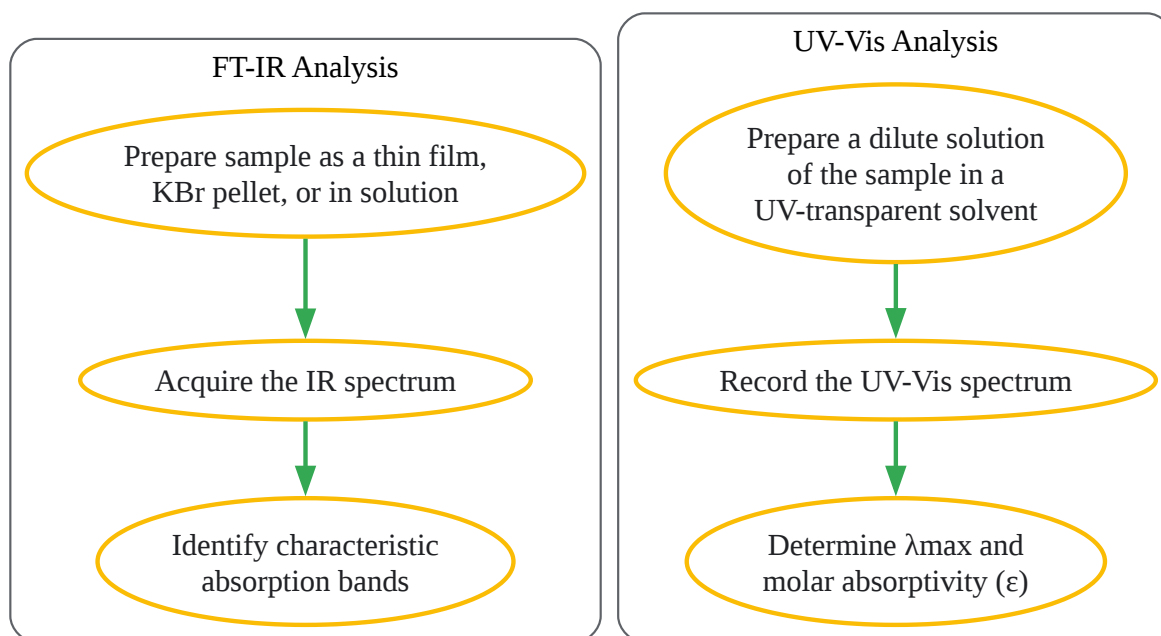 FT-IR Analysis
Prepare sample as a thin film,
KBr pellet, or in solution
Acquire the IR spectrum
Identify characteristic
absorption bands
UV-Vis Analysis
Prepare a dilute solution
of the sample in a
UV-transparent solvent
Record the UV-Vis spectrum
Determine λmax and
molar absorptivity (ε)